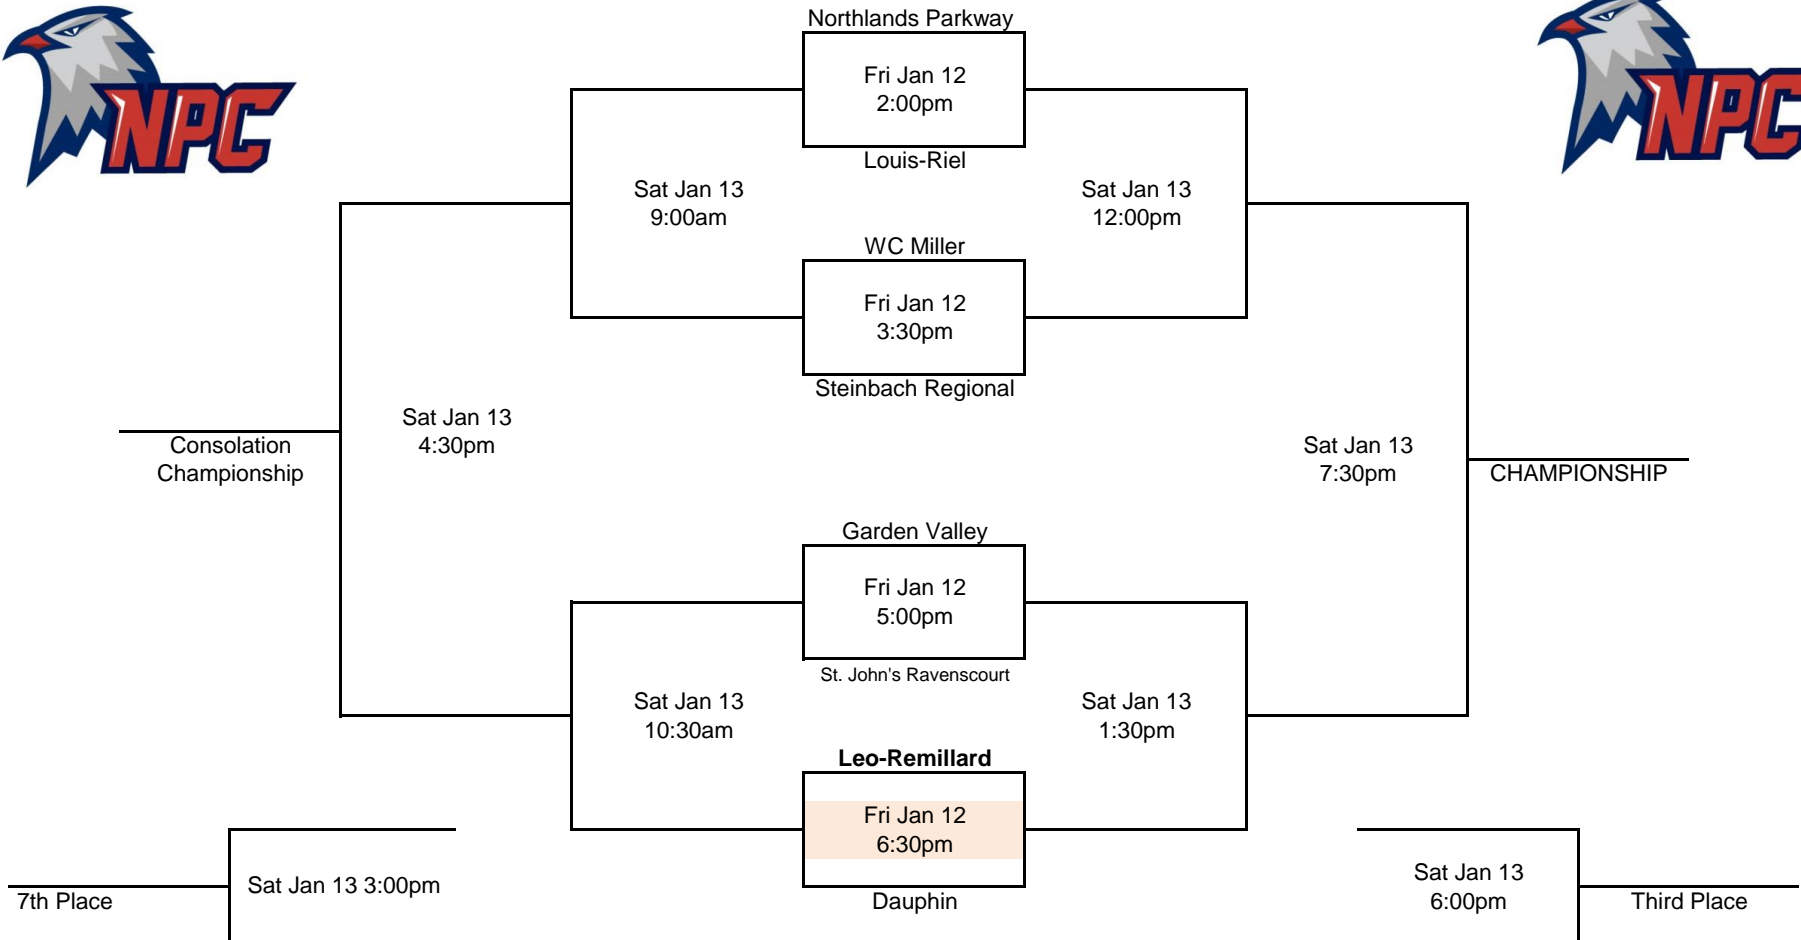 NPC
NPC
Northlands Parkway
Fri Jan 12
2:00pm
Louis-Riel
Sat Jan 13
9:00am
Sat Jan 13
12:00pm
WC Miller
Fri Jan 12
3:30pm
Steinbach Regional
Sat Jan 13
4:30pm
Consolation
Championship
Sat Jan 13
7:30pm
CHAMPIONSHIP
Garden Valley
Fri Jan 12
5:00pm
St. John's Ravenscourt
Sat Jan 13
10:30am
Sat Jan 13
1:30pm
Leo-Remillard
Fri Jan 12
6:30pm
Dauphin
Sat Jan 13 3:00pm
7th Place
Sat Jan 13
6:00pm
Third Place